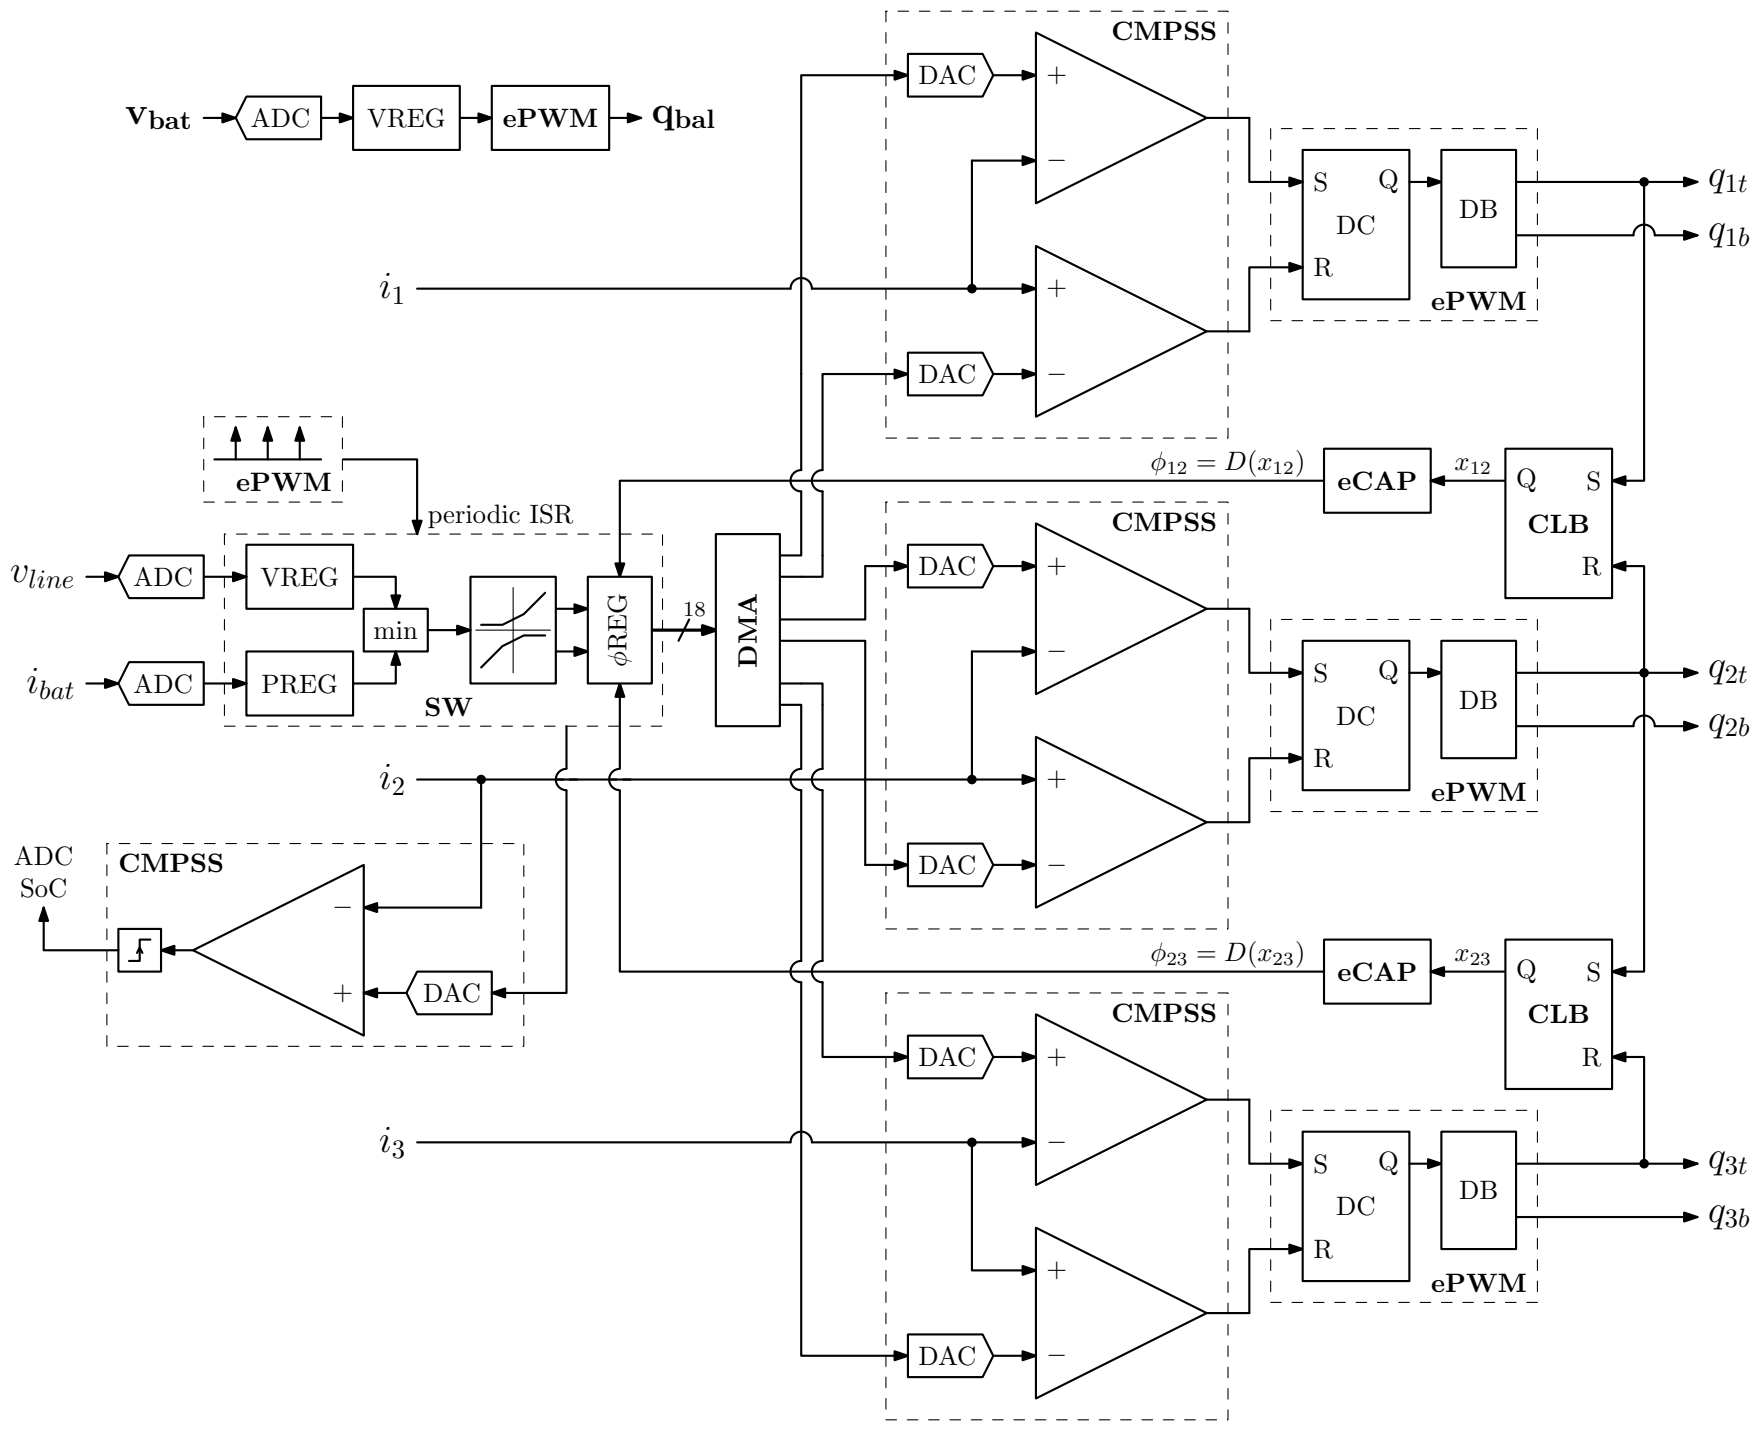 CMPSS
DAC
+
v_bat
ADC
VREG
ePWM
q_bal
−
S
Q
DB
q_1t
DC
q_1b
R
i_1
+
ePWM
DAC
−
ϕ_12 = D(x_12)
eCAP
x_12
Q
S
ePWM
CLB
periodic ISR
CMPSS
R
v_line
ADC
VREG
DAC
+
min
ϕREG
18
DMA
i_bat
ADC
PREG
−
S
Q
DB
q_2t
SW
DC
q_2b
R
i_2
+
ePWM
ADC
SoC
CMPSS
DAC
−
−
ϕ_23 = D(x_23)
eCAP
x_23
Q
S
+
DAC
CMPSS
CLB
DAC
+
R
i_3
−
S
Q
DB
q_3t
DC
q_3b
R
+
ePWM
DAC
−